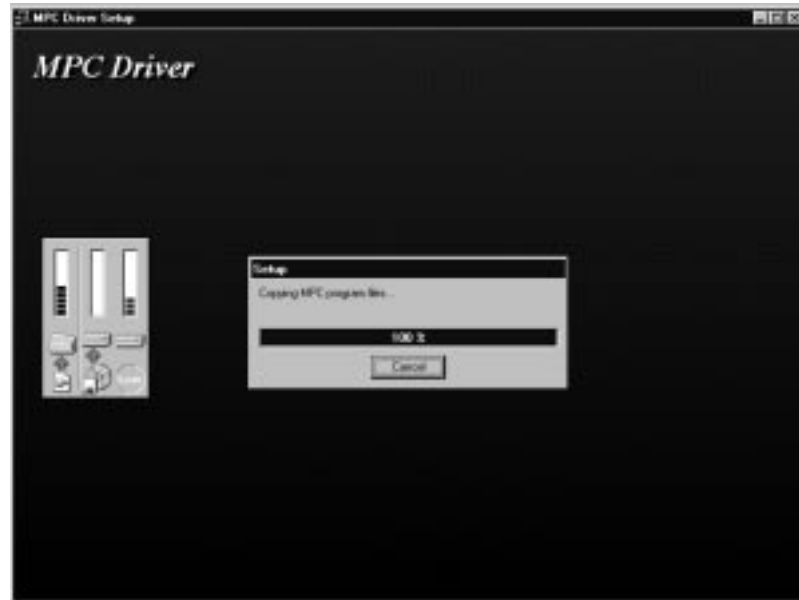 MPC Driver Setup
MPC Driver
Setup
Copying MPC program files...
100 %
Cancel